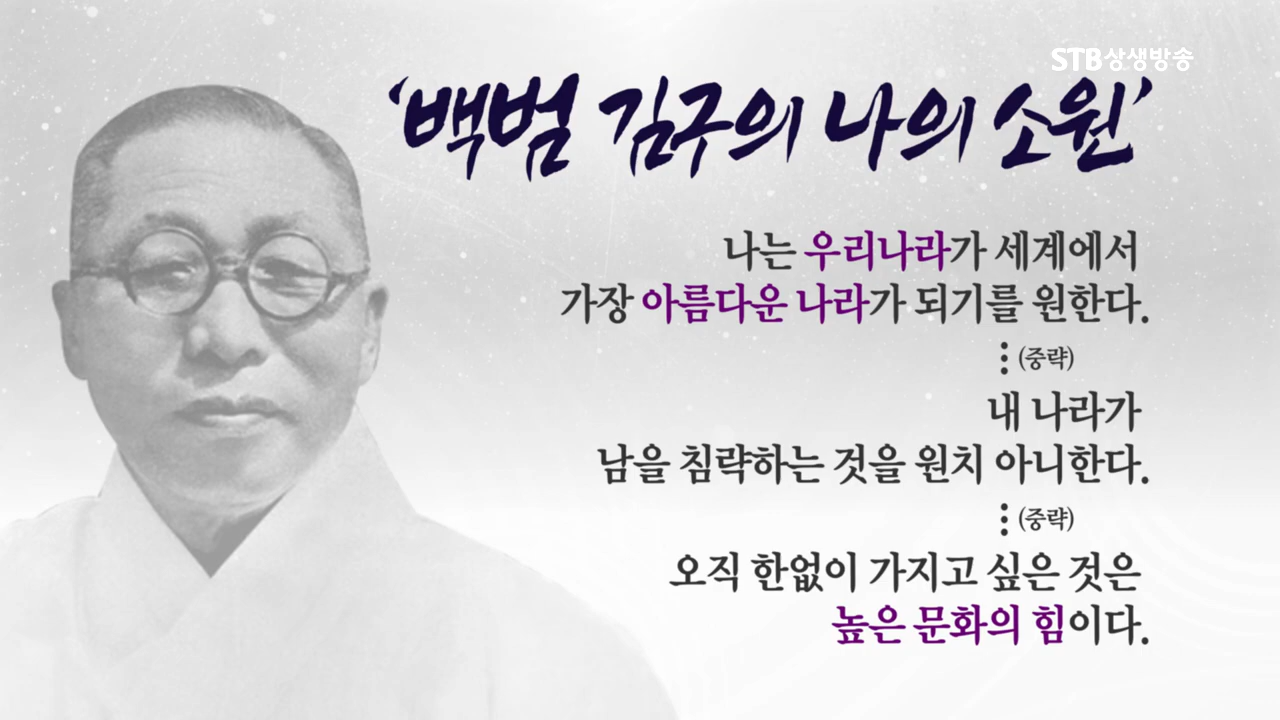 STB상생방송
‘백범 김구의 나의 소원’
나는 우리나라가 세계에서
가장 아름다운 나라가 되기를 원한다.
⋮ (중략)
내 나라가
남을 침략하는 것을 원치 아니한다.
⋮ (중략)
오직 한없이 가지고 싶은 것은
높은 문화의 힘이다.